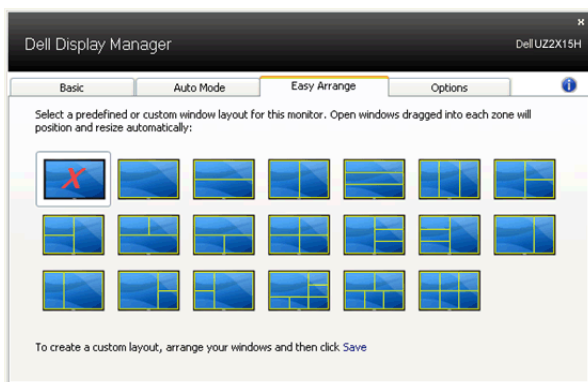 Dell Display Manager
Dell UZ2X15H
Basic
Auto Mode
Easy Arrange
Options
Select a predefined or custom window layout for this monitor. Open windows dragged into each zone will
position and resize automatically:
To create a custom layout, arrange your windows and then click Save